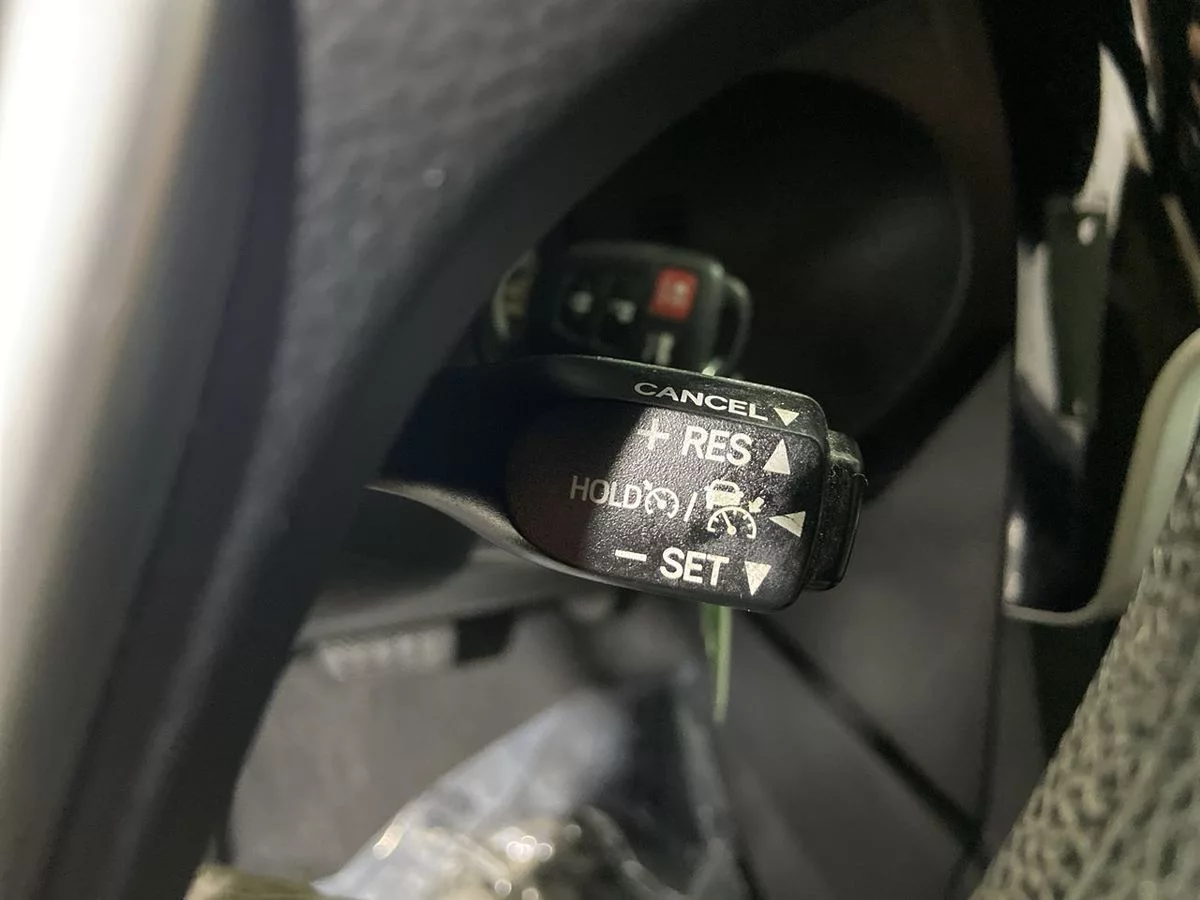 CANCEL▼
+ RES ▲
HOLD / ◀
− SET ▼